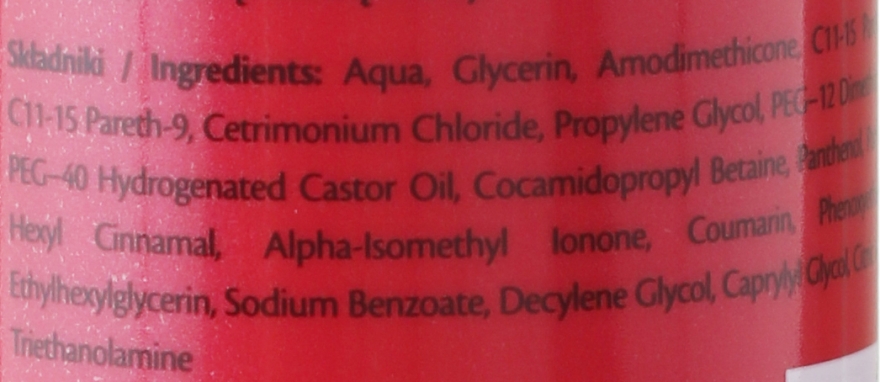 Składniki / Ingredients: Aqua, Glycerin, Amodimethicone, C11-15
C11-15 Pareth-9, Cetrimonium Chloride, Propylene Glycol, PEG-12
PEG-40 Hydrogenated Castor Oil, Cocamidopropyl Betaine, Panthenol,
Hexyl Cinnamal, Alpha-Isomethyl Ionone, Coumarin,
Ethylhexylglycerin, Sodium Benzoate, Decylene Glycol, Caprylyl Glycol,
Triethanolamine